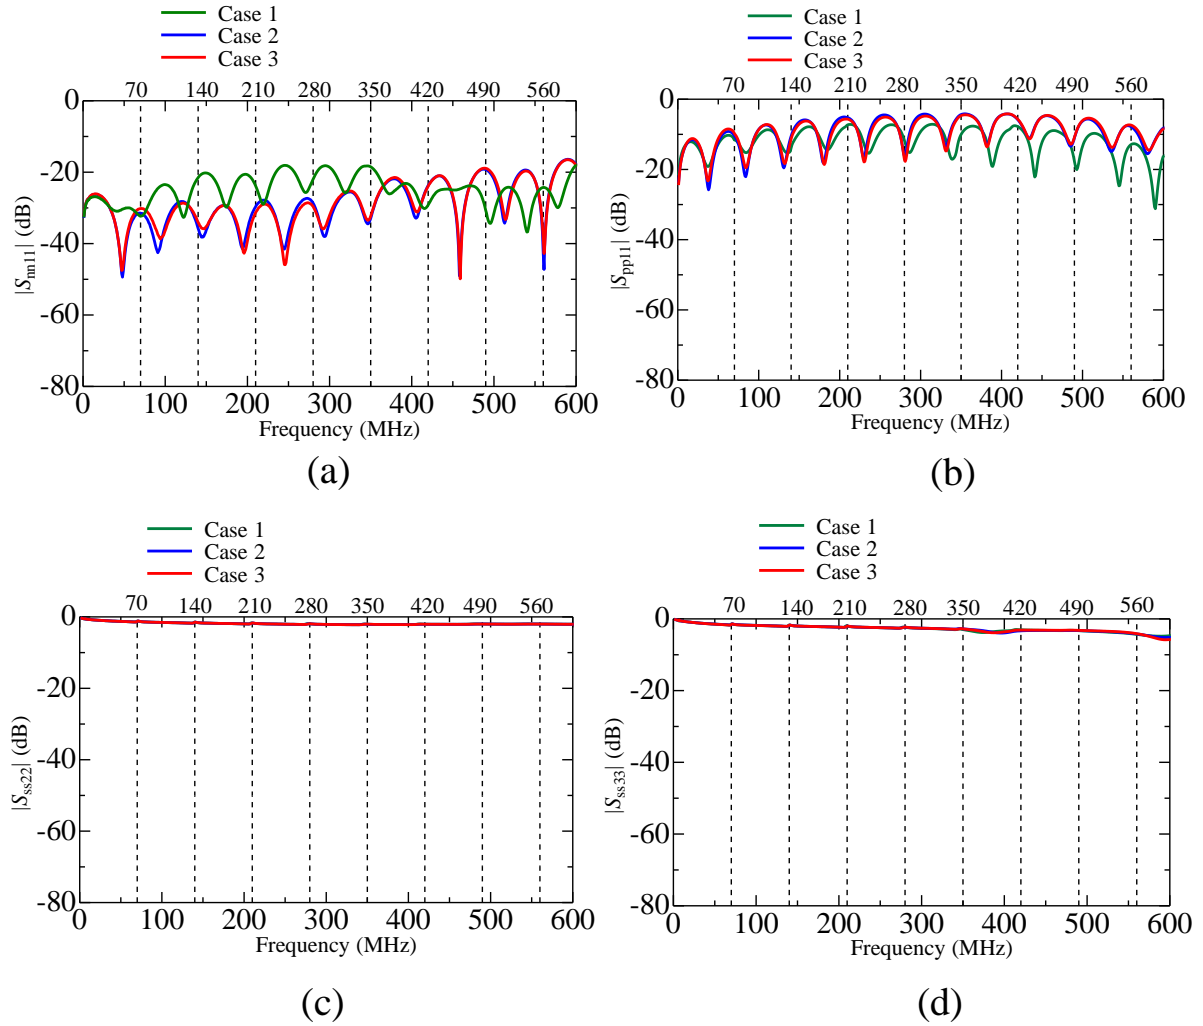 Case 1
Case 2
Case 3
70 140 210 280 350 420 490 560
0
-20
-40
-60
-80
|S_nn11| (dB)
0 100 200 300 400 500 600
Frequency (MHz)
(a)
Case 1
Case 2
Case 3
70 140 210 280 350 420 490 560
0
-20
-40
-60
-80
|S_pp11| (dB)
0 100 200 300 400 500 600
Frequency (MHz)
(b)
Case 1
Case 2
Case 3
70 140 210 280 350 420 490 560
0
-20
-40
-60
-80
|S_ss22| (dB)
0 100 200 300 400 500 600
Frequency (MHz)
(c)
Case 1
Case 2
Case 3
70 140 210 280 350 420 490 560
0
-20
-40
-60
-80
|S_ss33| (dB)
0 100 200 300 400 500 600
Frequency (MHz)
(d)